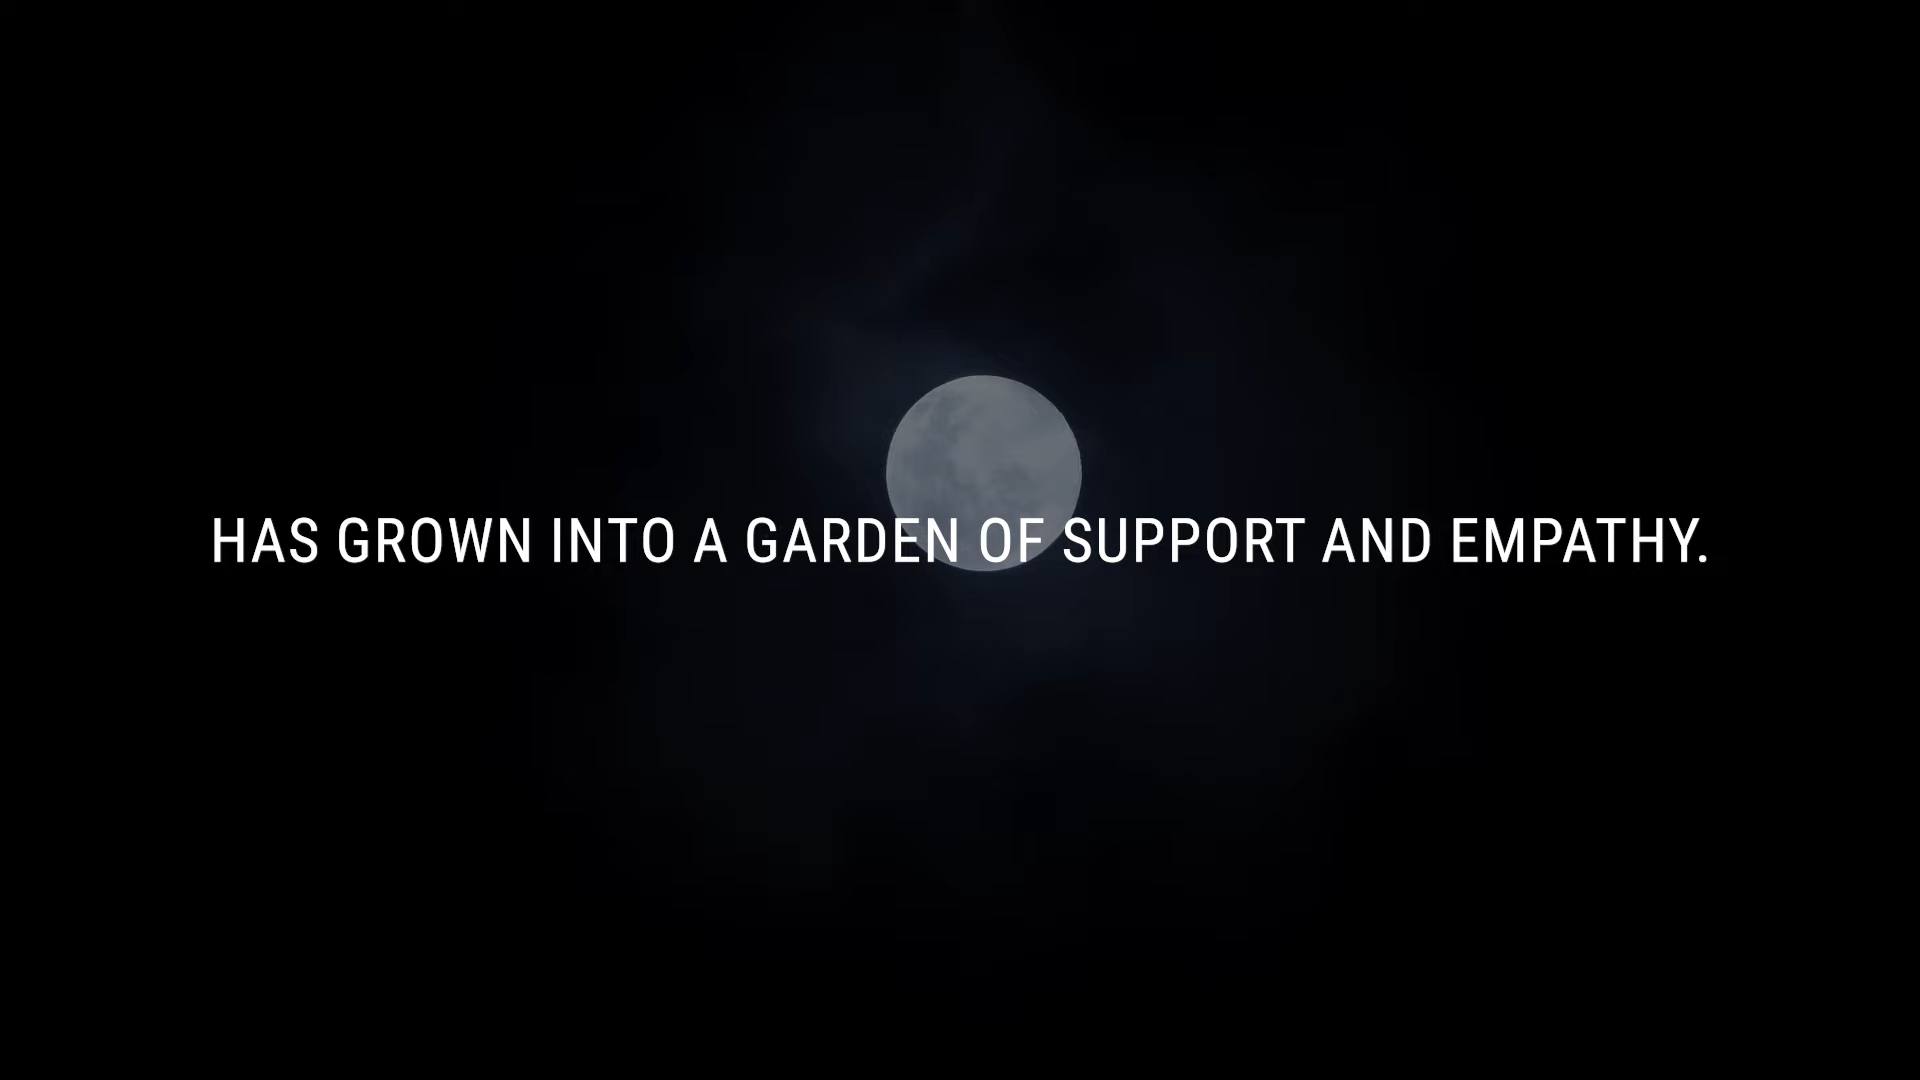 HAS GROWN INTO A GARDEN OF SUPPORT AND EMPATHY.